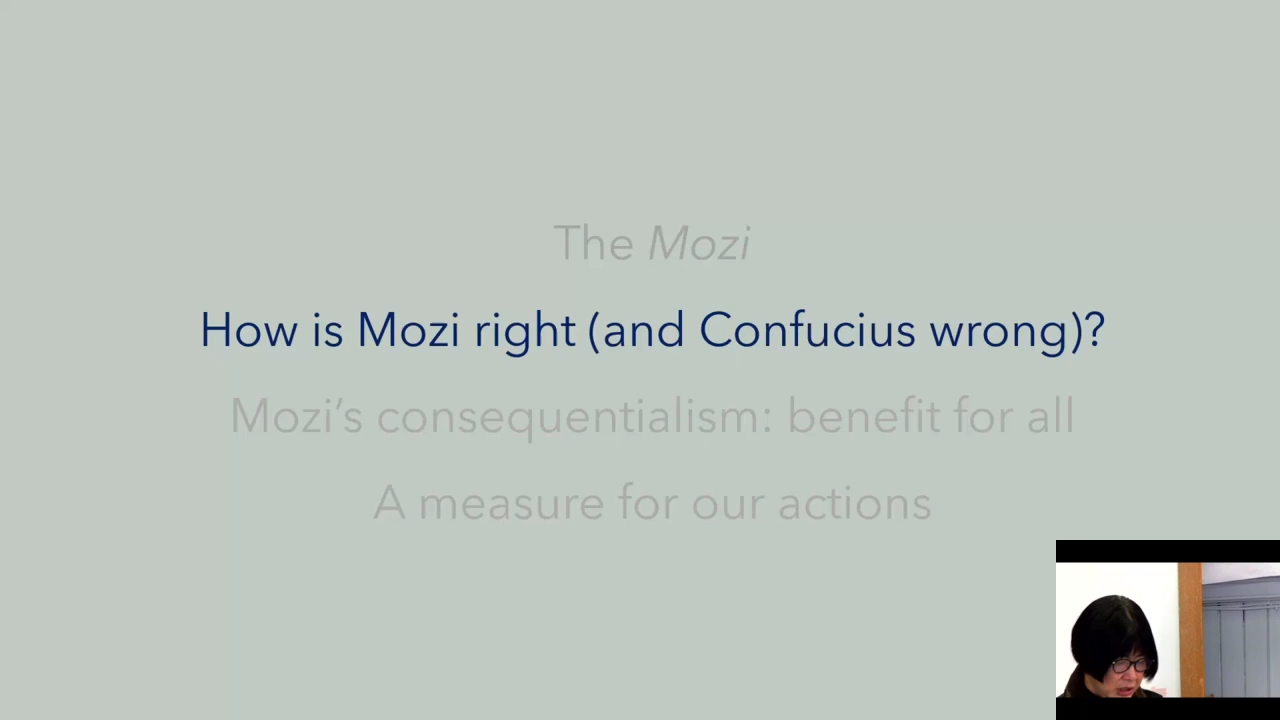 The Mozi
How is Mozi right (and Confucius wrong)?
Mozi’s consequentialism: benefit for all
A measure for our actions